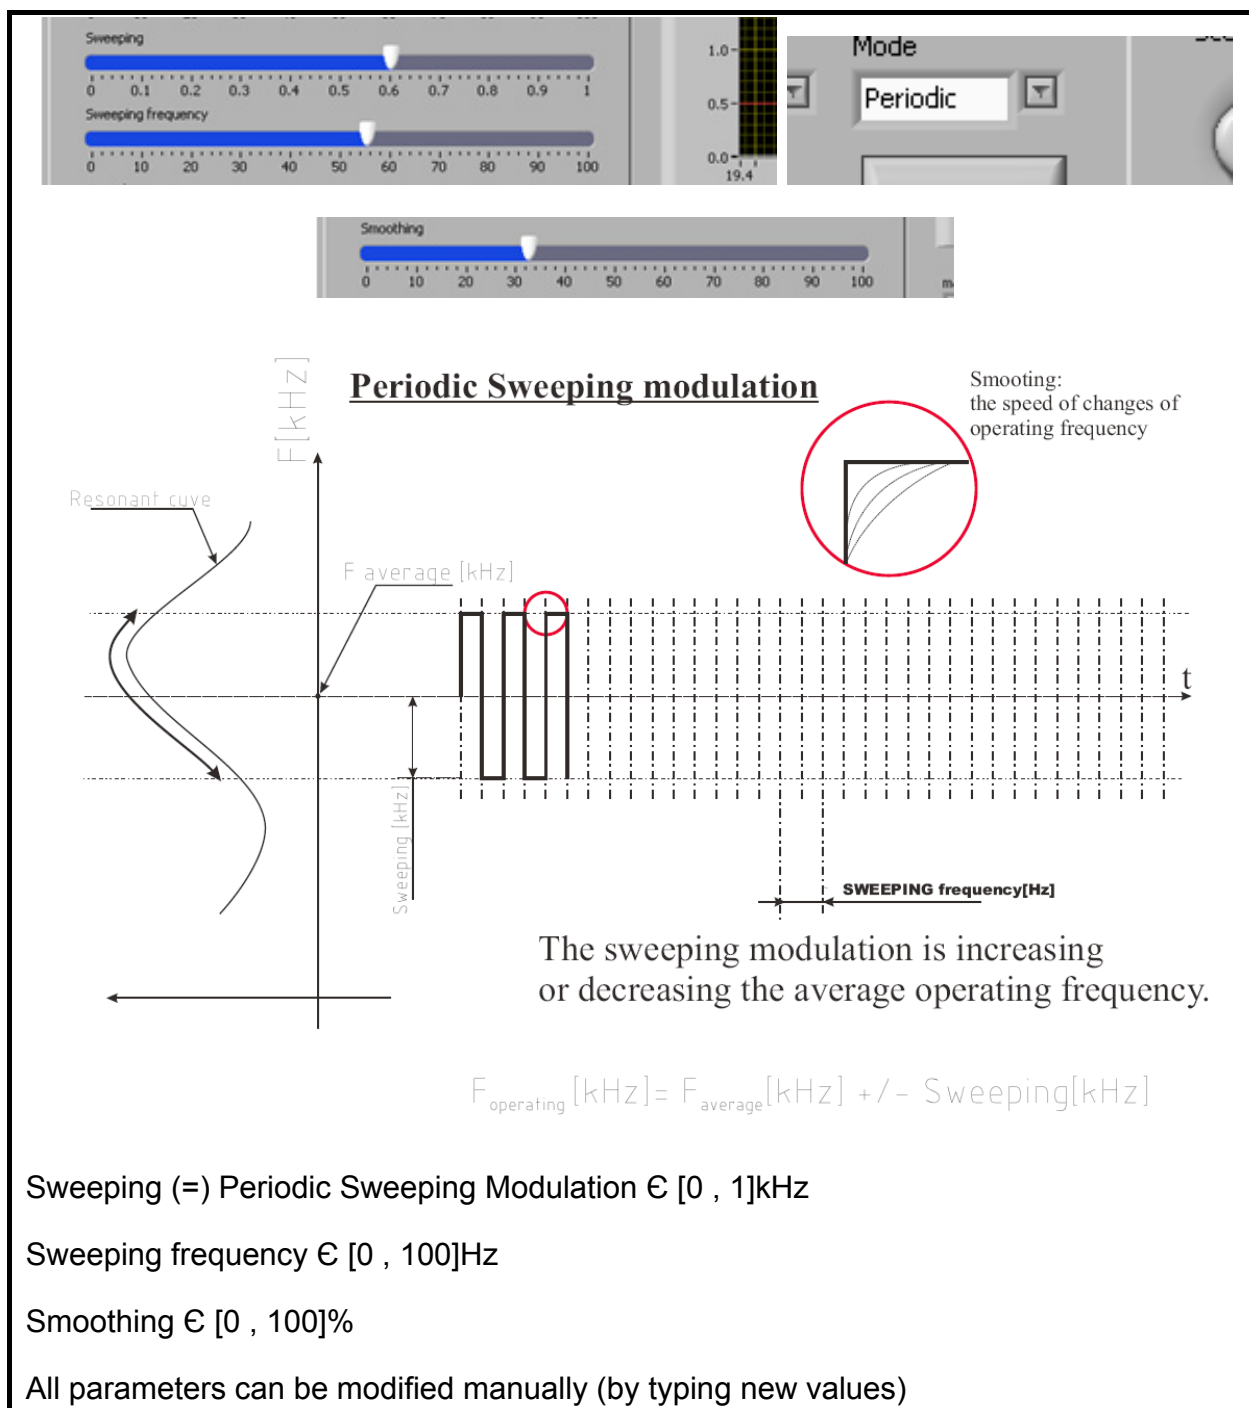 Sweeping
0 0.1 0.2 0.3 0.4 0.5 0.6 0.7 0.8 0.9 1
Sweeping frequency
0 10 20 30 40 50 60 70 80 90 100
1.0
0.5
0.0
19.4
Mode
Periodic
Smoothing
0 10 20 30 40 50 60 70 80 90 100
Periodic Sweeping modulation
F[kHz]
Smooting:
the speed of changes of
operating frequency
Resonant cuve
F average [kHz]
t
Sweeping [kHz]
SWEEPING frequency[Hz]
The sweeping modulation is increasing
or decreasing the average operating frequency.
Foperating[kHz]= Faverage[kHz] +/- Sweeping[kHz]
Sweeping (=) Periodic Sweeping Modulation Є [0 , 1]kHz
Sweeping frequency Є [0 , 100]Hz
Smoothing Є [0 , 100]%
All parameters can be modified manually (by typing new values)